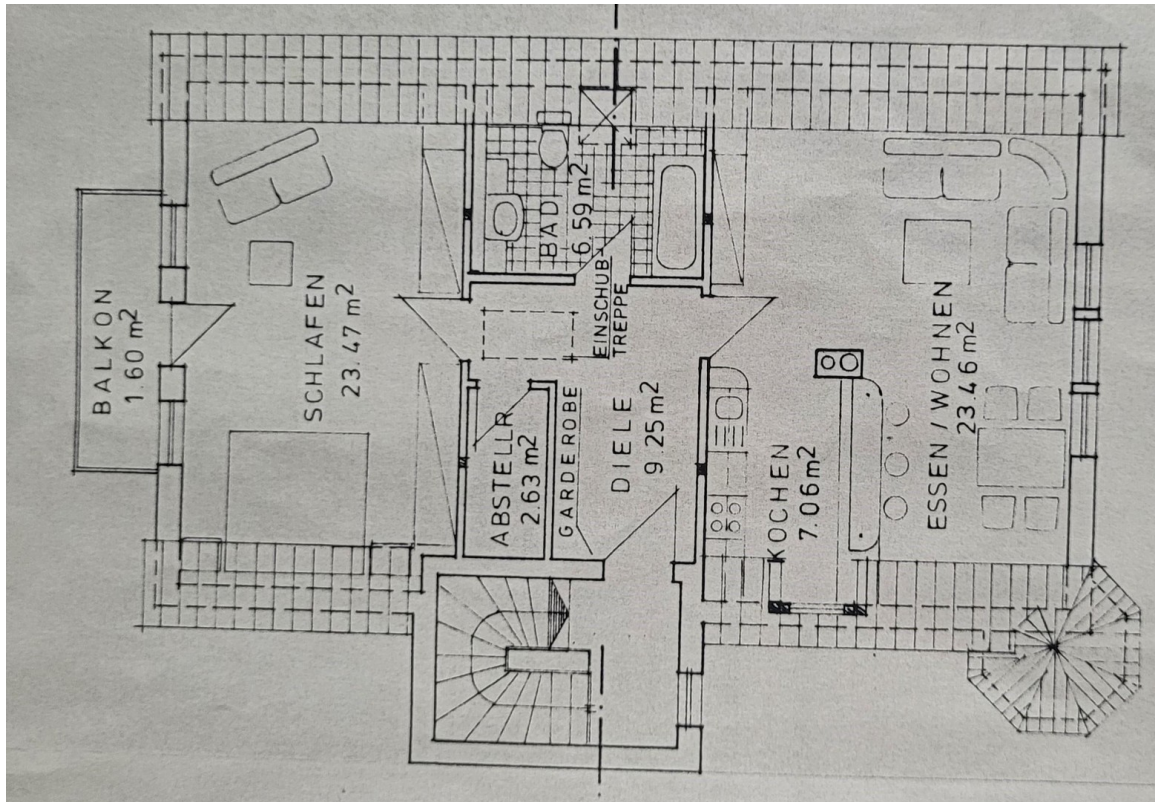 BALKON
1.60 m2
SCHLAFEN
23.47 m2
BAD
6.59 m2
EINSCHUB-
TREPPE
ABSTELLR
2.63 m2
GARDEROBE
DIELE
9.25 m2
KOCHEN
7.06 m2
ESSEN / WOHNEN
23.46 m2